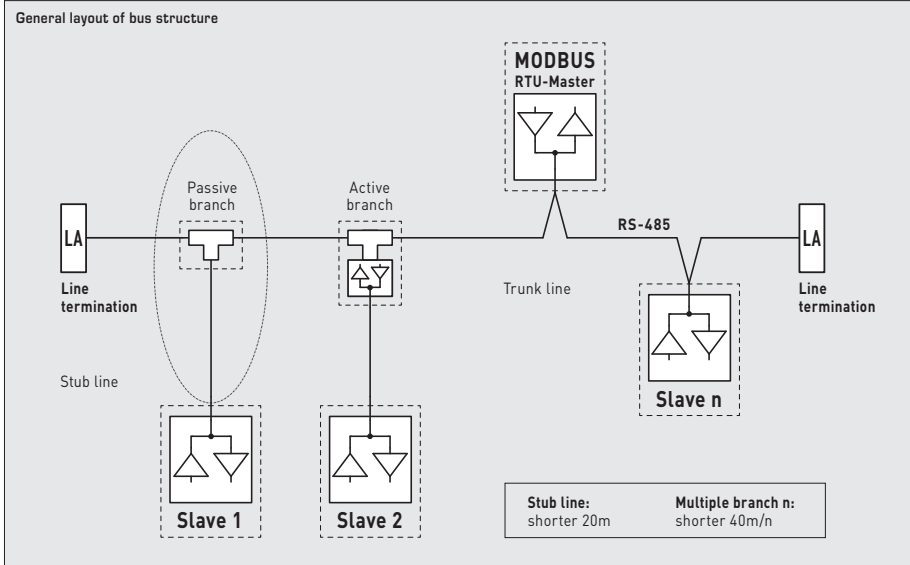 General layout of bus structure
MODBUS
RTU-Master
Passive
branch
Active
branch
LA
RS-485
LA
Line
termination
Trunk line
Line
termination
Stub line
Slave n
Slave 1
Slave 2
Stub line:
shorter 20m
Multiple branch n:
shorter 40m/n